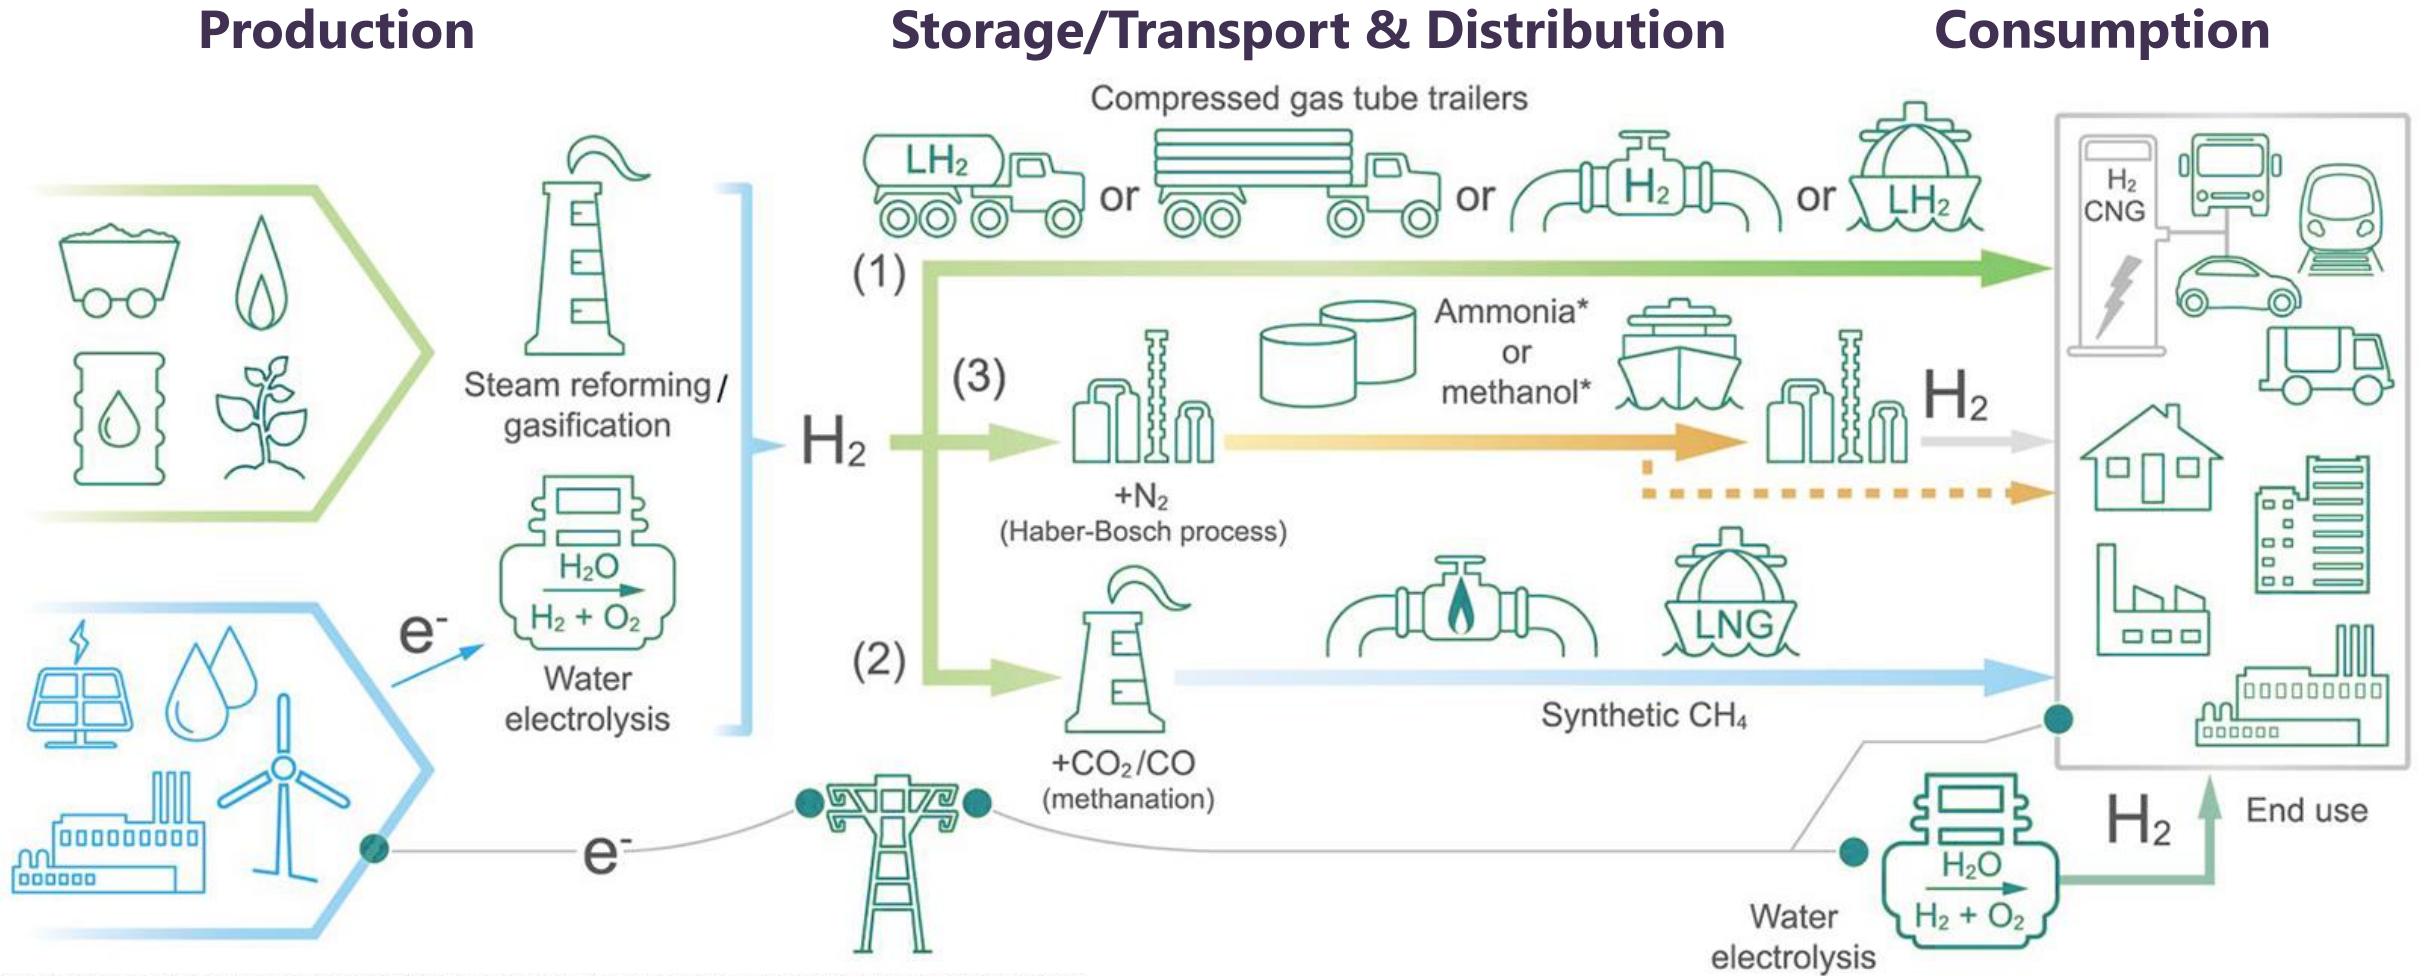 Production
Storage/Transport & Distribution
Consumption
Compressed gas tube trailers
LH₂
or
or
H₂
or
LH₂
H₂
CNG
(1)
Steam reforming/
gasification
(3)
Ammonia*
or
methanol*
H₂
H₂
+N₂
(Haber-Bosch process)
H₂O
H₂ + O₂
e⁻
Water
electrolysis
(2)
LNG
Synthetic CH₄
+CO₂/CO
(methanation)
e⁻
H₂
End use
H₂O
H₂ + O₂
Water
electrolysis